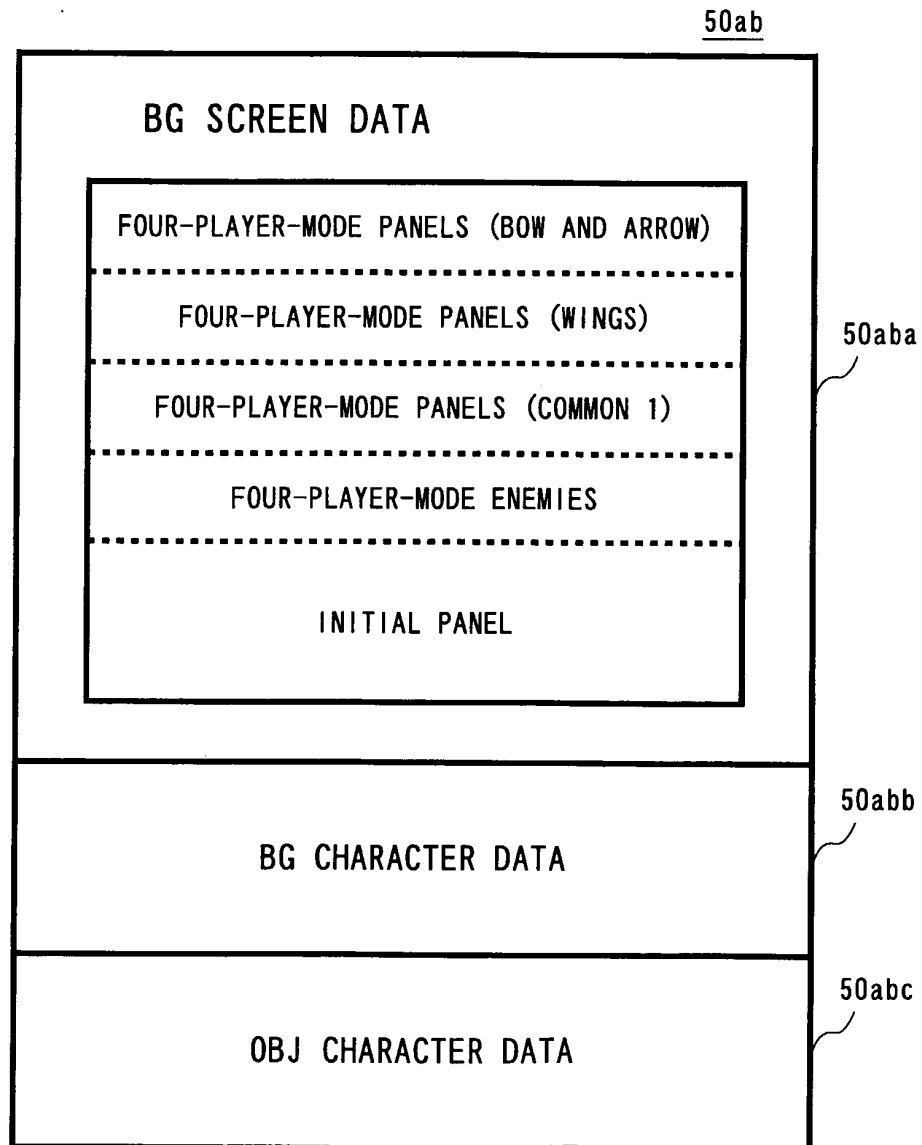 50ab
BG SCREEN DATA
FOUR-PLAYER-MODE PANELS (BOW AND ARROW)
FOUR-PLAYER-MODE PANELS (WINGS)
50aba
FOUR-PLAYER-MODE PANELS (COMMON 1)
FOUR-PLAYER-MODE ENEMIES
INITIAL PANEL
50abb
BG CHARACTER DATA
50abc
OBJ CHARACTER DATA